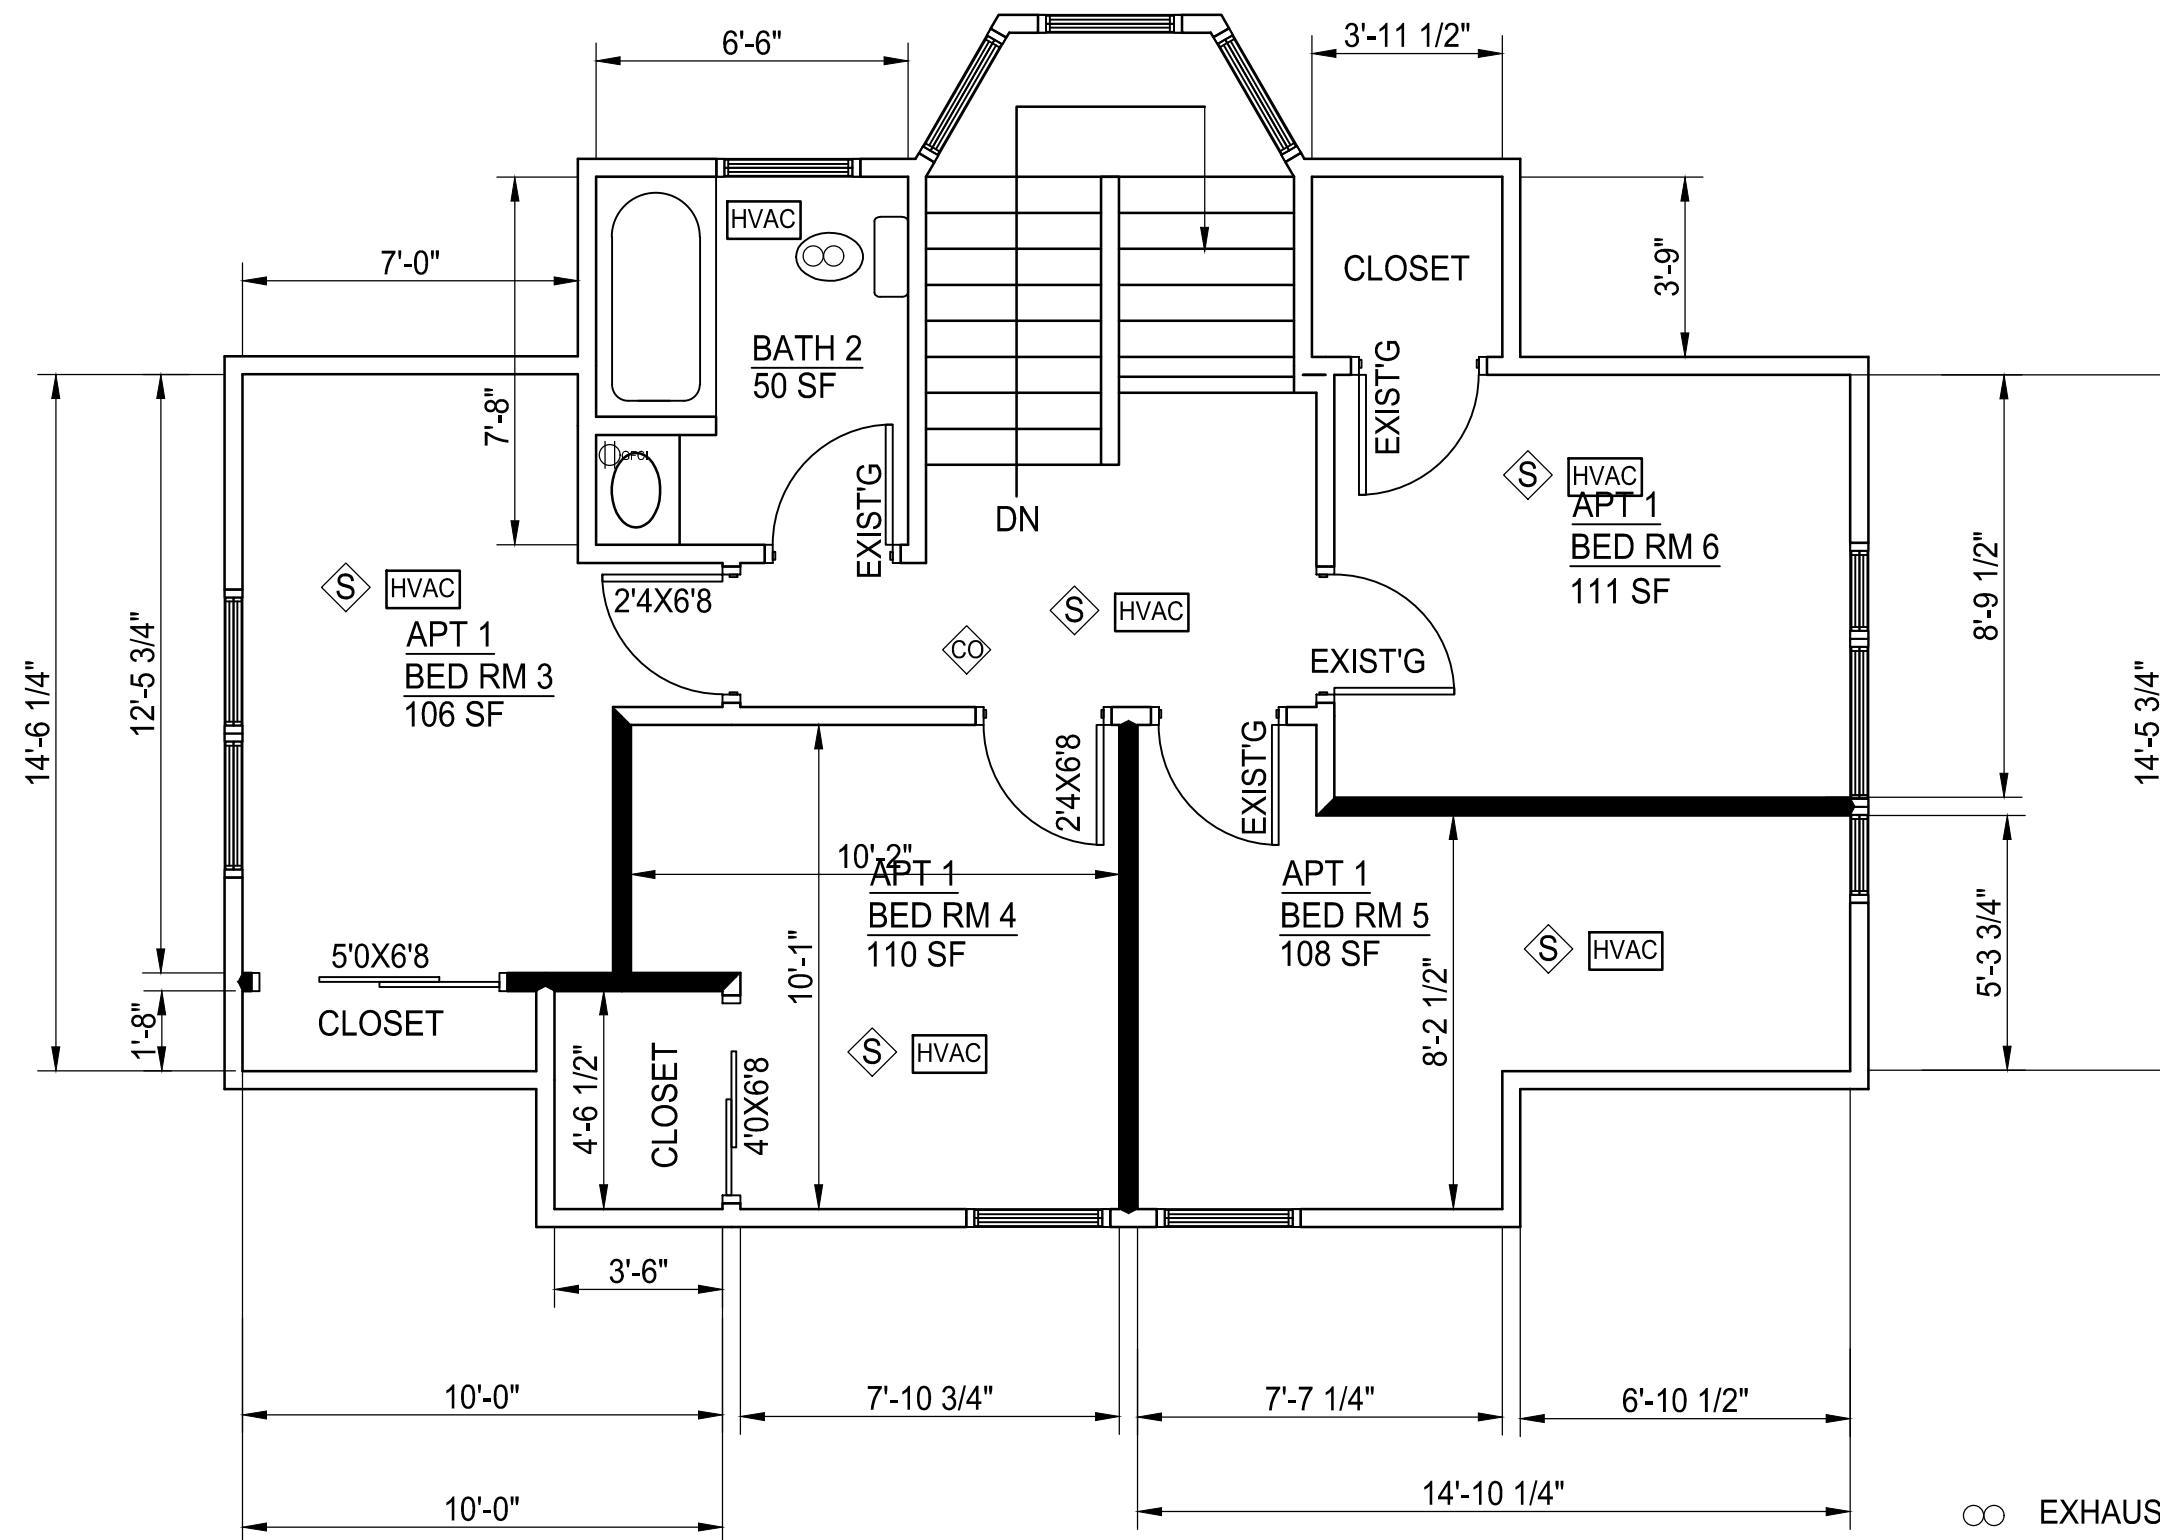 6'-6"
3'-11 1/2"
HVAC
7'-0"
CLOSET
3'-9"
BATH 2
50 SF
EXIST'G
7'-8"
GFCI
EXIST'G
DN
S
HVAC
APT 1
BED RM 6
111 SF
8'-9 1/2"
S
HVAC
2'4X6'8
S
HVAC
CO
EXIST'G
APT 1
BED RM 3
106 SF
14'-6 1/4"
12'-5 3/4"
14'-5 3/4"
2'4X6'8
EXIST'G
10'-2"
APT 1
BED RM 4
110 SF
APT 1
BED RM 5
108 SF
S
HVAC
5'-3 3/4"
5'0X6'8
10'-1"
8'-2 1/2"
CLOSET
1'-8"
S
HVAC
4'-6 1/2"
CLOSET
4'0X6'8
3'-6"
10'-0"
7'-10 3/4"
7'-7 1/4"
6'-10 1/2"
10'-0"
14'-10 1/4"
EXHAUS